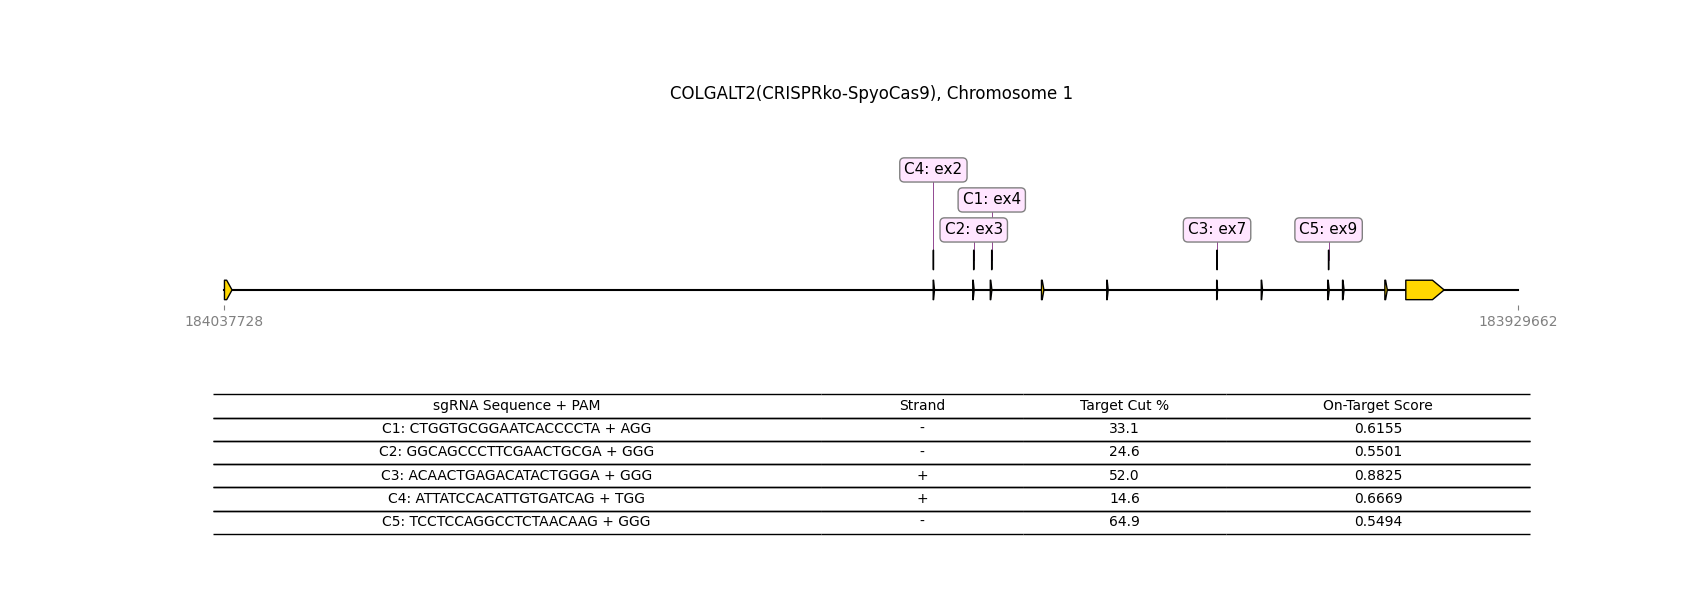 COLGALT2(CRISPRko-SpyoCas9), Chromosome 1
C4: ex2
C1: ex4
C2: ex3
C3: ex7
C5: ex9
184037728
183929662
sgRNA Sequence + PAM Strand Target Cut % On-Target Score
C1: CTGGTGCGGAATCACCCCTA + AGG - 33.1 0.6155
C2: GGCAGCCCTTCGAACTGCGA + GGG - 24.6 0.5501
C3: ACAACTGAGACATACTGGGA + GGG + 52.0 0.8825
C4: ATTATCCACATTGTGATCAG + TGG + 14.6 0.6669
C5: TCCTCCAGGCCTCTAACAAG + GGG - 64.9 0.5494